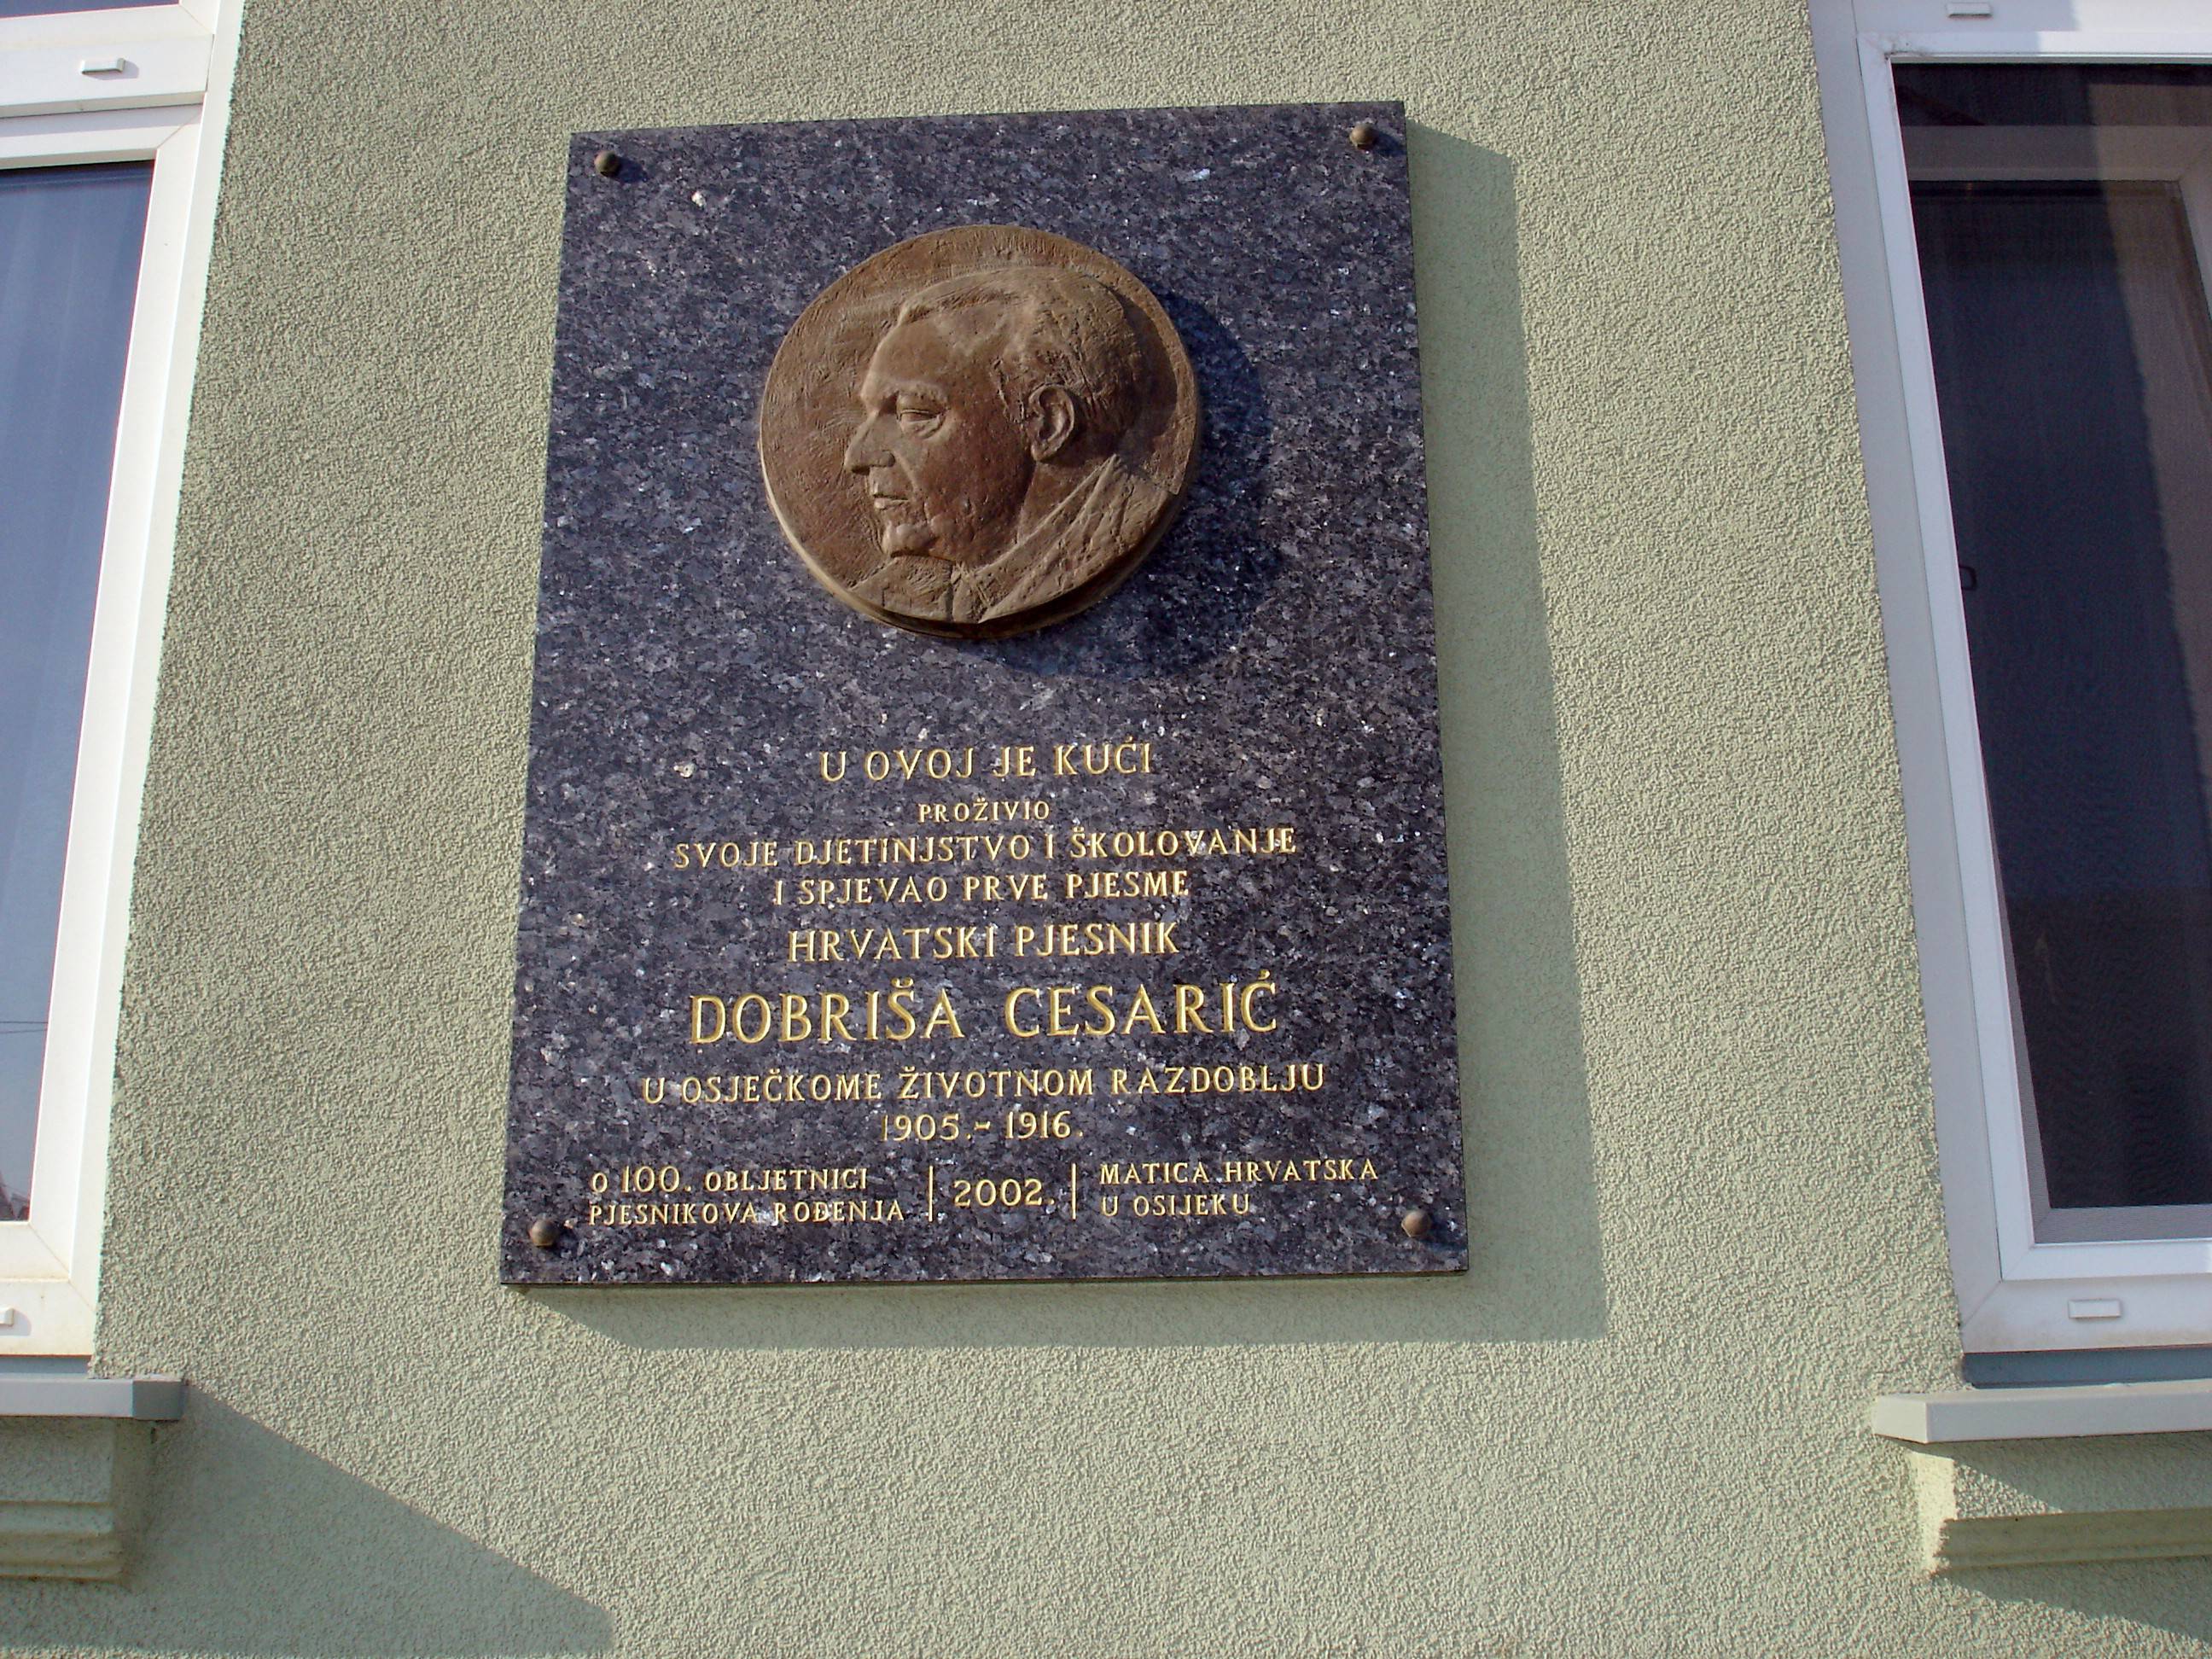 U OVOJ JE KUĆI
PROŽIVIO
SVOJE DJETINJSTVO I ŠKOLOVANJE
I SPJEVAO PRVE PJESME
HRVATSKI PJESNIK
DOBRIŠA CESARIĆ
U OSJEČKOME ŽIVOTNOM RAZDOBLJU
1905.- 1916.
O 100. OBLJETNICI
PJESNIKOVA ROĐENJA
2002.
MATICA HRVATSKA
U OSIJEKU